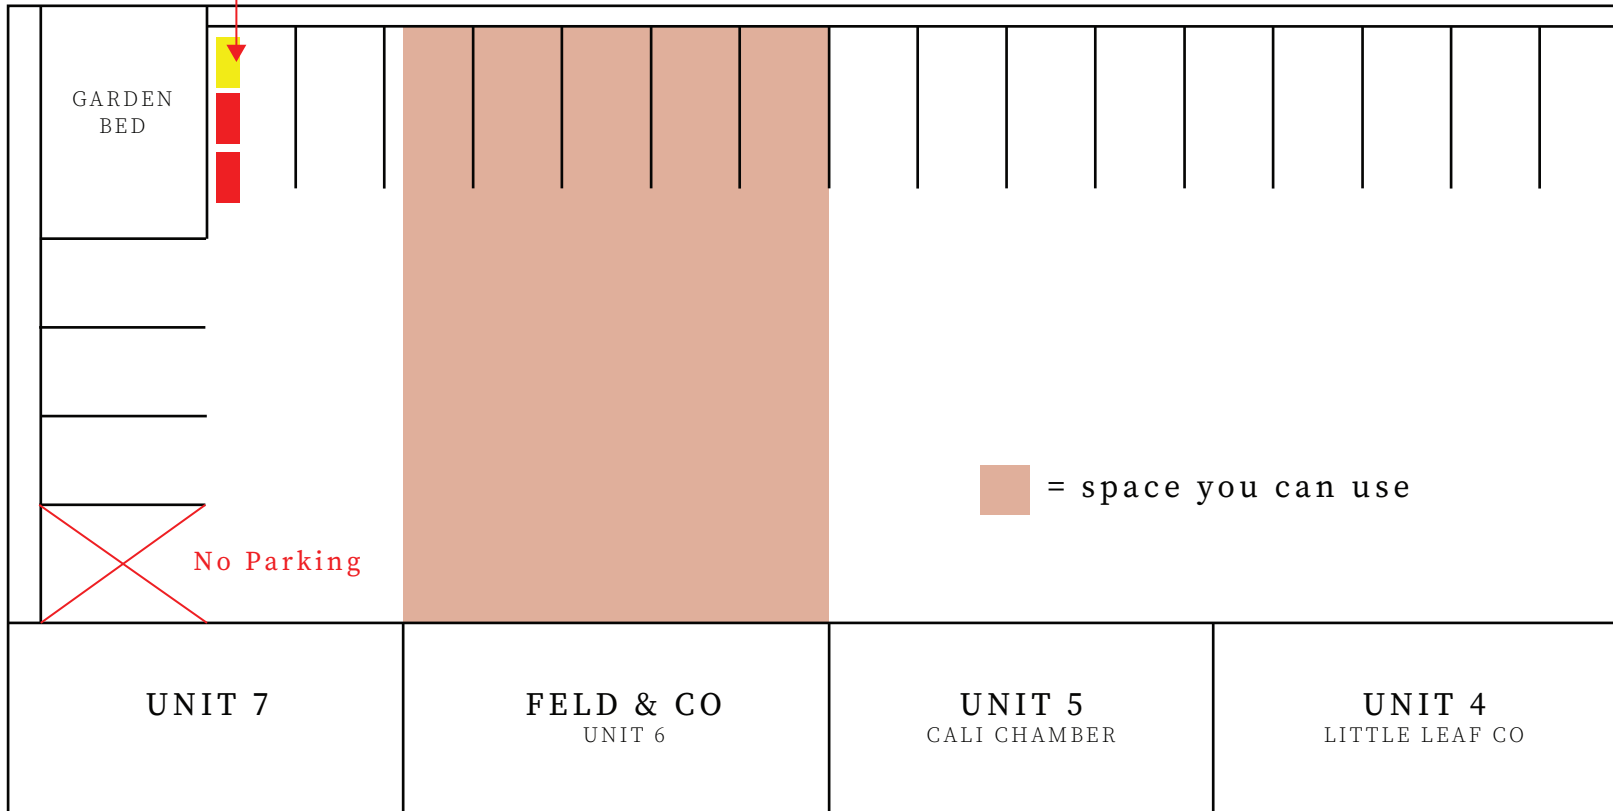 GARDEN
BED
= space you can use
No Parking
UNIT 7
FELD & CO
UNIT 6
UNIT 5
CALI CHAMBER
UNIT 4
LITTLE LEAF CO